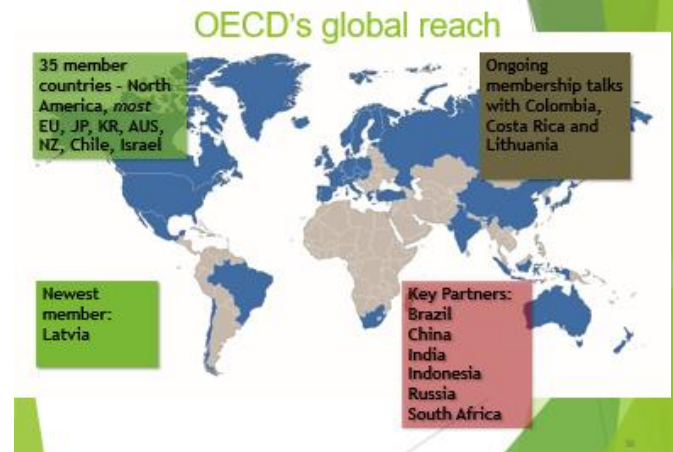 OECD's global reach
35 member
countries - North
America, most
EU, JP, KR, AUS,
NZ, Chile, Israel
Ongoing
membership talks
with Colombia,
Costa Rica and
Lithuania
Newest
member:
Latvia
Key Partners:
Brazil
China
India
Indonesia
Russia
South Africa